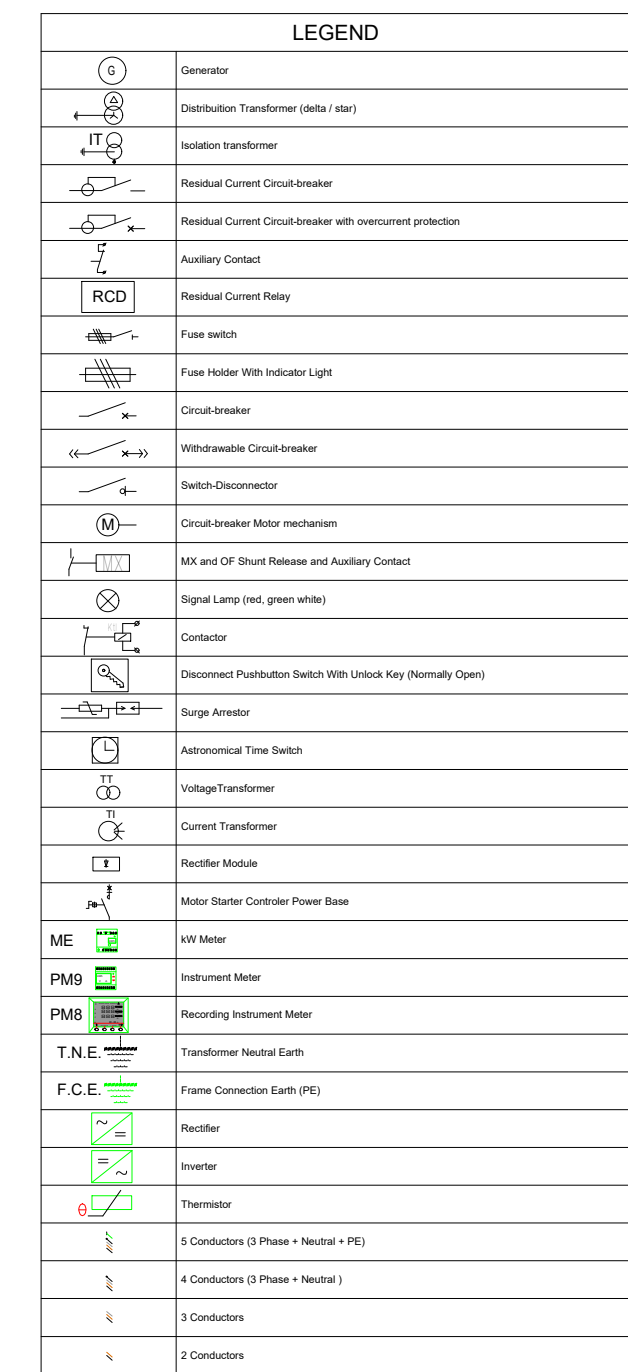 LEGEND
G Generator
Distribuition Transformer (delta / star)
IT Isolation transformer
Residual Current Circuit-breaker
Residual Current Circuit-breaker with overcurrent protection
Auxiliary Contact
RCD Residual Current Relay
Fuse switch
Fuse Holder With Indicator Light
Circuit-breaker
Withdrawable Circuit-breaker
Switch-Disconnector
M Circuit-breaker Motor mechanism
MX MX and OF Shunt Release and Auxiliary Contact
Signal Lamp (red, green white)
Contactor
Disconnect Pushbutton Switch With Unlock Key (Normally Open)
Surge Arrestor
Astronomical Time Switch
TT VoltageTransformer
TI Current Transformer
Rectifier Module
Motor Starter Controler Power Base
ME kW Meter
PM9 Instrument Meter
PM8 Recording Instrument Meter
T.N.E. Transformer Neutral Earth
F.C.E. Frame Connection Earth (PE)
Rectifier
Inverter
θ Thermistor
5 Conductors (3 Phase + Neutral + PE)
4 Conductors (3 Phase + Neutral )
3 Conductors
2 Conductors